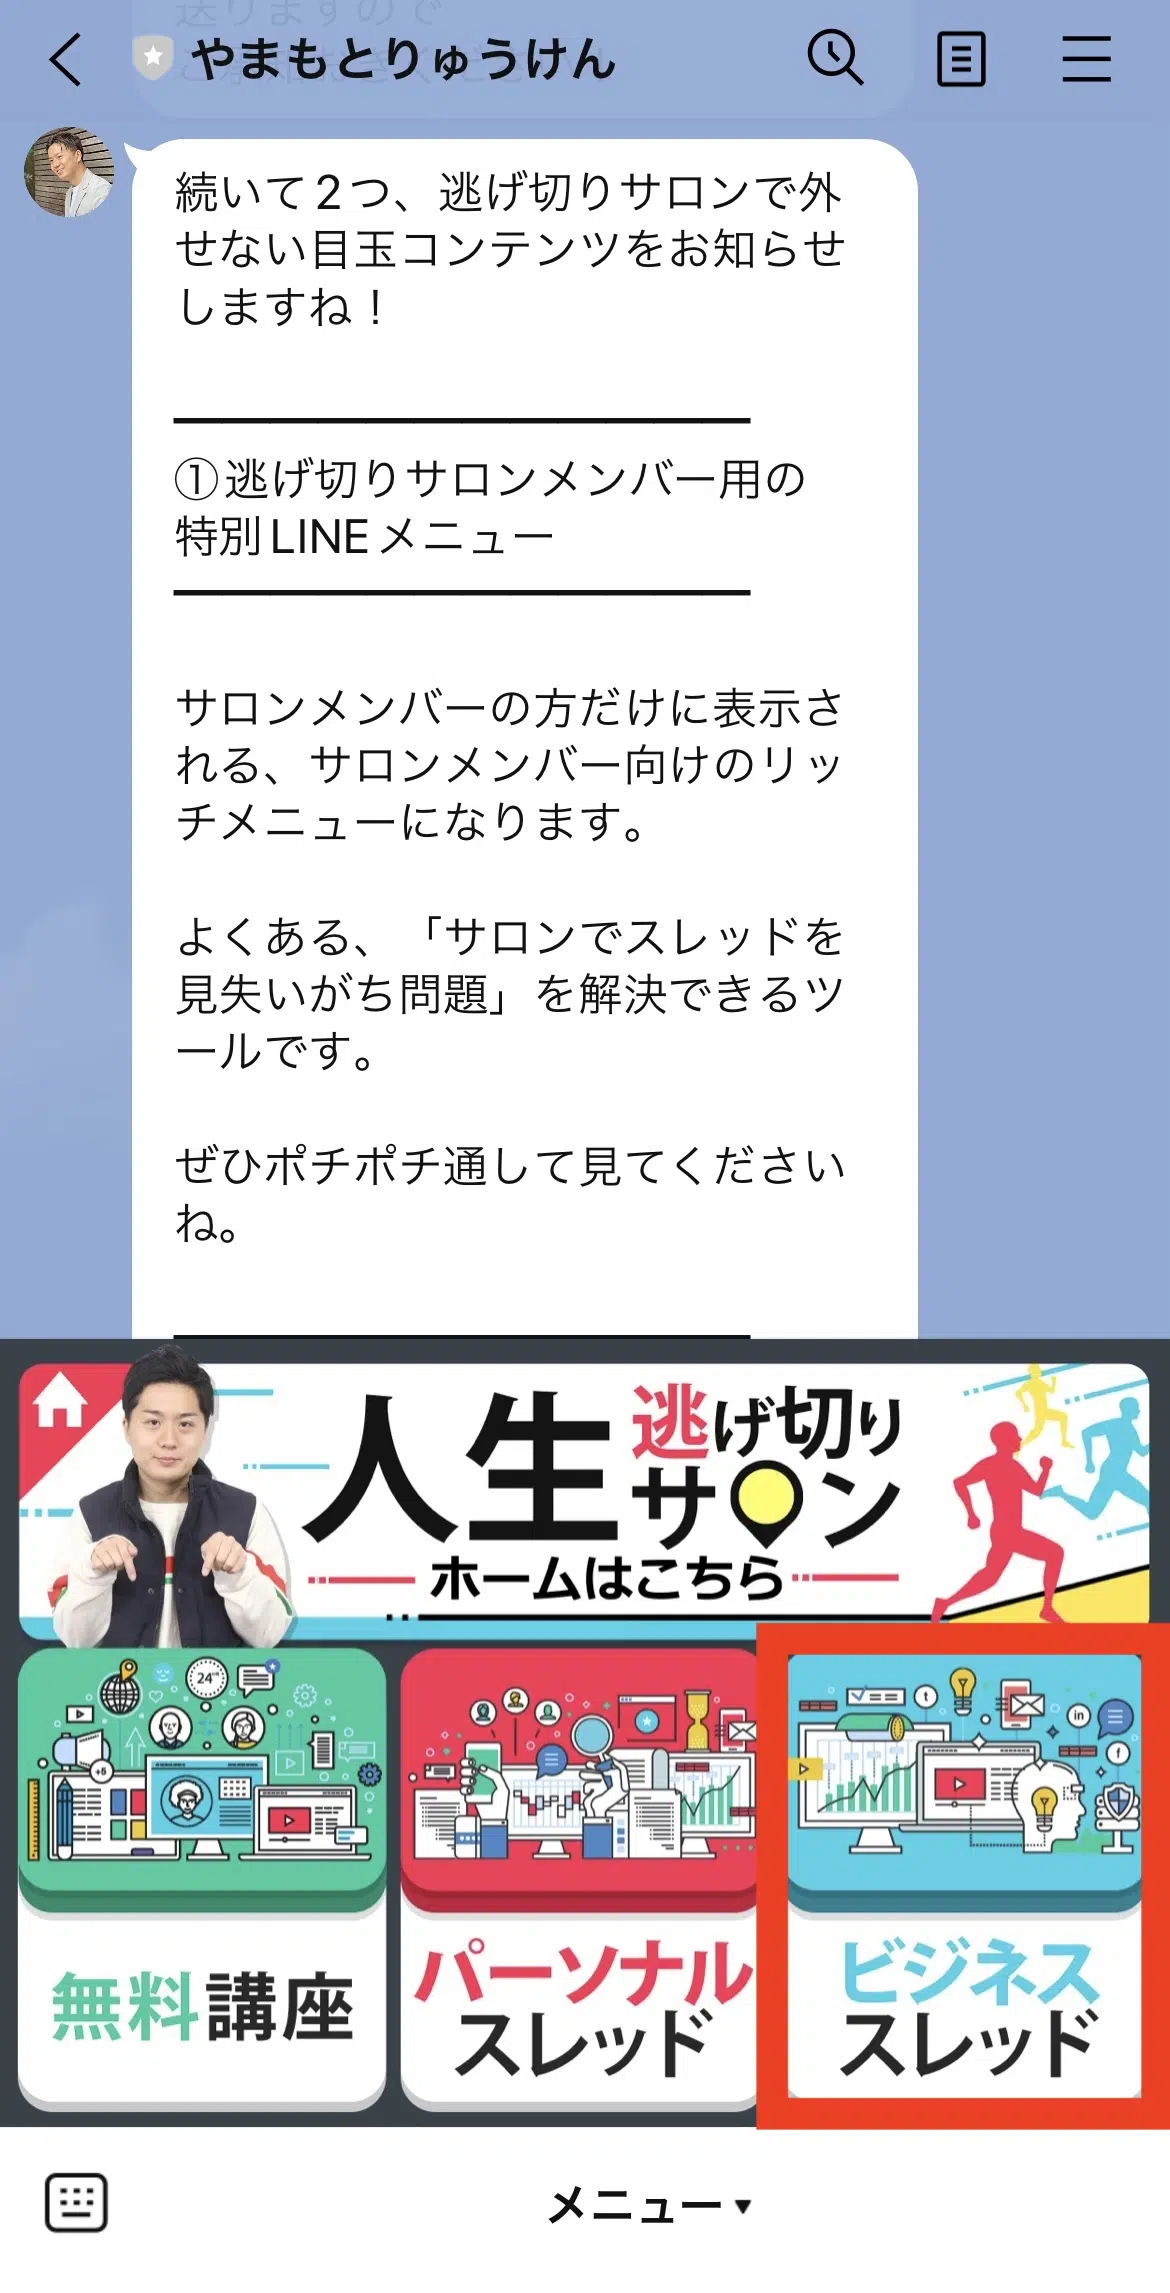 送りますので
やまもとりゅうけん
続いて2つ、逃げ切りサロンで外
せない目玉コンテンツをお知らせ
しますね！
①逃げ切りサロンメンバー用の
特別LINEメニュー
サロンメンバーの方だけに表示さ
れる、サロンメンバー向けのリッ
チメニューになります。
よくある、「サロンでスレッドを
見失いがち問題」を解決できるツ
ールです。
ぜひポチポチ通して見てください
ね。
人生逃げ切り
サロン
ホームはこちら
24
+5
t
in
f
無料講座
パーソナル
スレッド
ビジネス
スレッド
メニュー▼